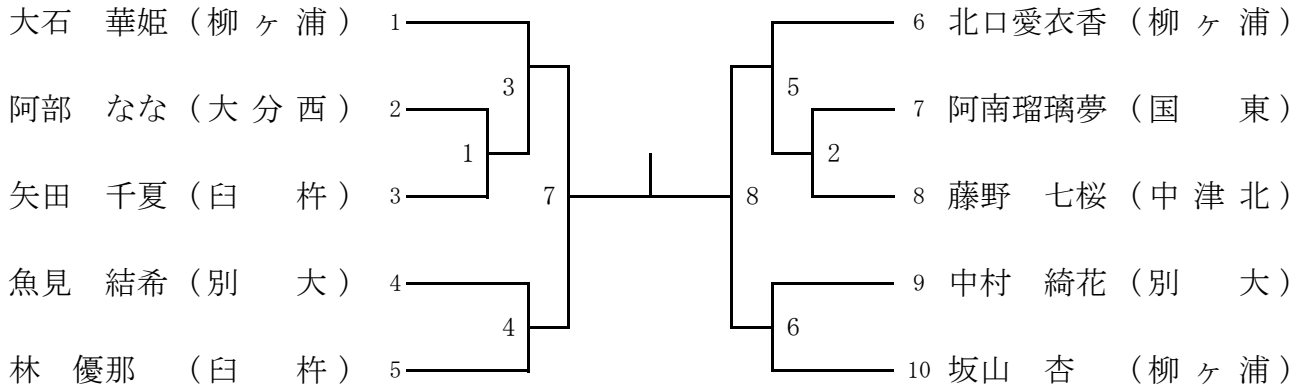 大石　華姫（柳ヶ浦） 1
阿部　なな（大分西） 2
矢田　千夏（臼　杵） 3
魚見　結希（別　大） 4
林　優那　（臼　杵） 5
3
1
7
4
6 北口愛衣香（柳ヶ浦）
7 阿南瑠璃夢（国　東）
8 藤野　七桜（中津北）
9 中村　綺花（別　大）
10 坂山　杏　（柳ヶ浦）
5
2
8
6